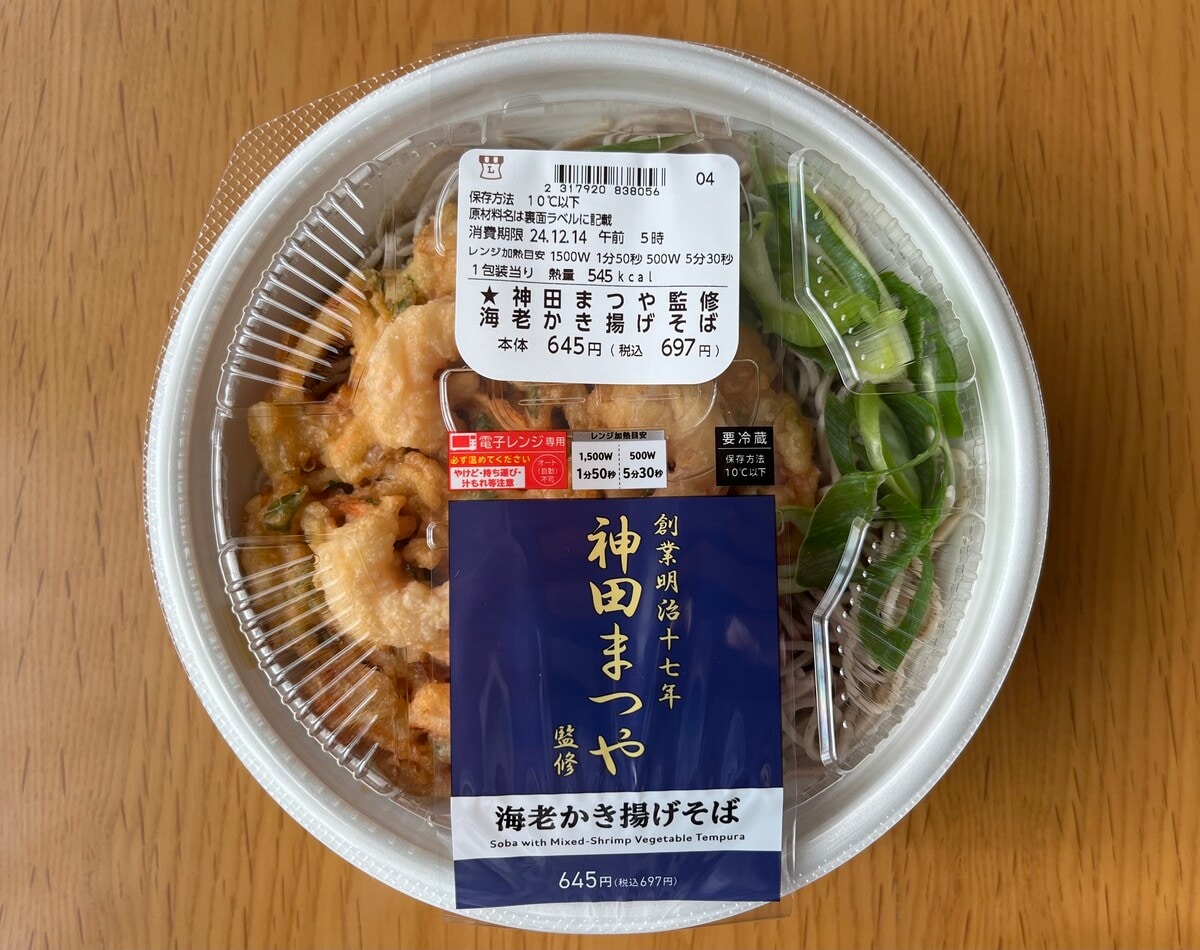 L
2 317920 838056
04
保存方法 10℃以下
原材料名は裏面ラベルに記載
消費期限 24.12.14 午前 5時
レンジ加熱目安 1500W 1分50秒 500W 5分30秒
1包装当り 熱量 545kcal
★神田まつや監修
海老かき揚げそば
本体 645円(税込 697円)
電子レンジ専用
必ず温めてください
やけど・持ち運び・
汁もれ等注意
オート
(自動)
不可
レンジ加熱目安
1,500W
1分50秒
500W
5分30秒
要冷蔵
保存方法
10℃以下
創業明治十七年
神田まつや
監修
海老かき揚げそば
Soba with Mixed-Shrimp Vegetable Tempura
645円(税込697円)